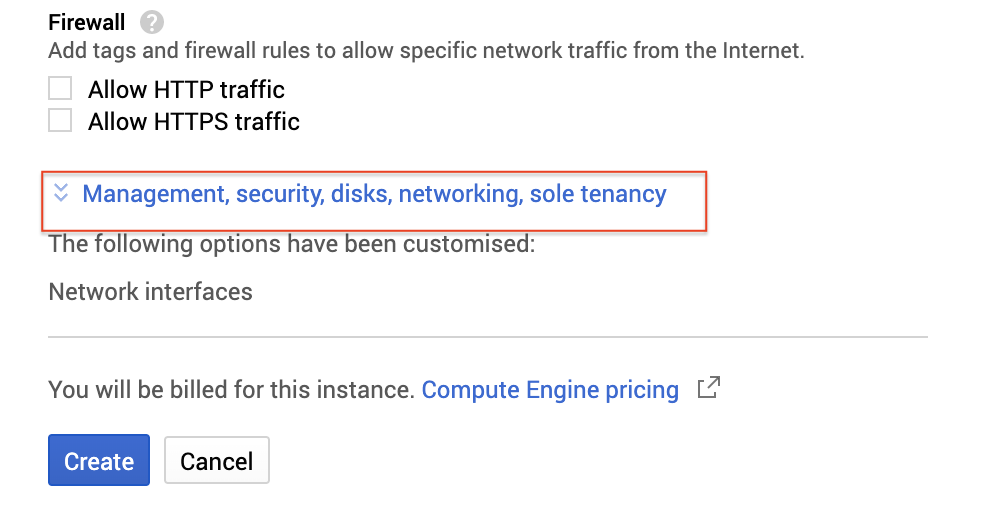 Firewall ?
Add tags and firewall rules to allow specific network traffic from the Internet.
Allow HTTP traffic
Allow HTTPS traffic
Management, security, disks, networking, sole tenancy
The following options have been customised:
Network interfaces
You will be billed for this instance. Compute Engine pricing
Create Cancel